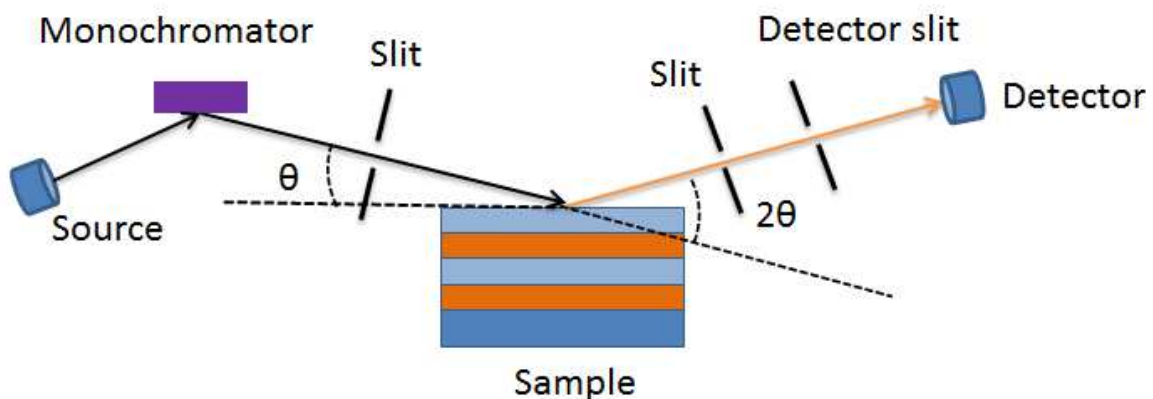 Monochromator
Slit
Slit
Detector slit
Detector
Source
θ
2θ
Sample